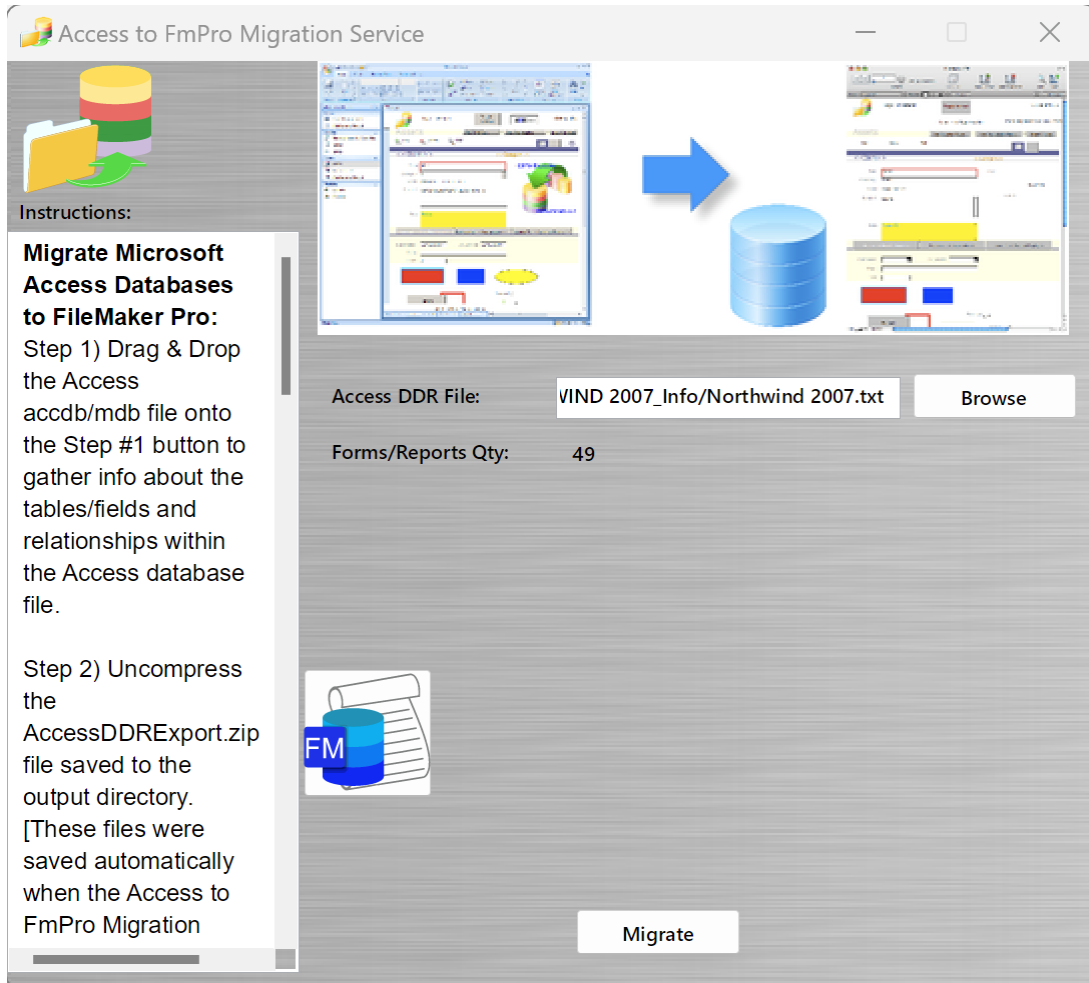 Access to FmPro Migration Service
Instructions:
Migrate Microsoft
Access Databases
to FileMaker Pro:
Step 1) Drag & Drop
the Access
accdb/mdb file onto
the Step #1 button to
gather info about the
tables/fields and
relationships within
the Access database
file.
Step 2) Uncompress
the
AccessDDRExport.zip
file saved to the
output directory.
[These files were
saved automatically
when the Access to
FmPro Migration
Access DDR File:
WIND 2007_Info/Northwind 2007.txt
Browse
Forms/Reports Qty:
49
FM
Migrate